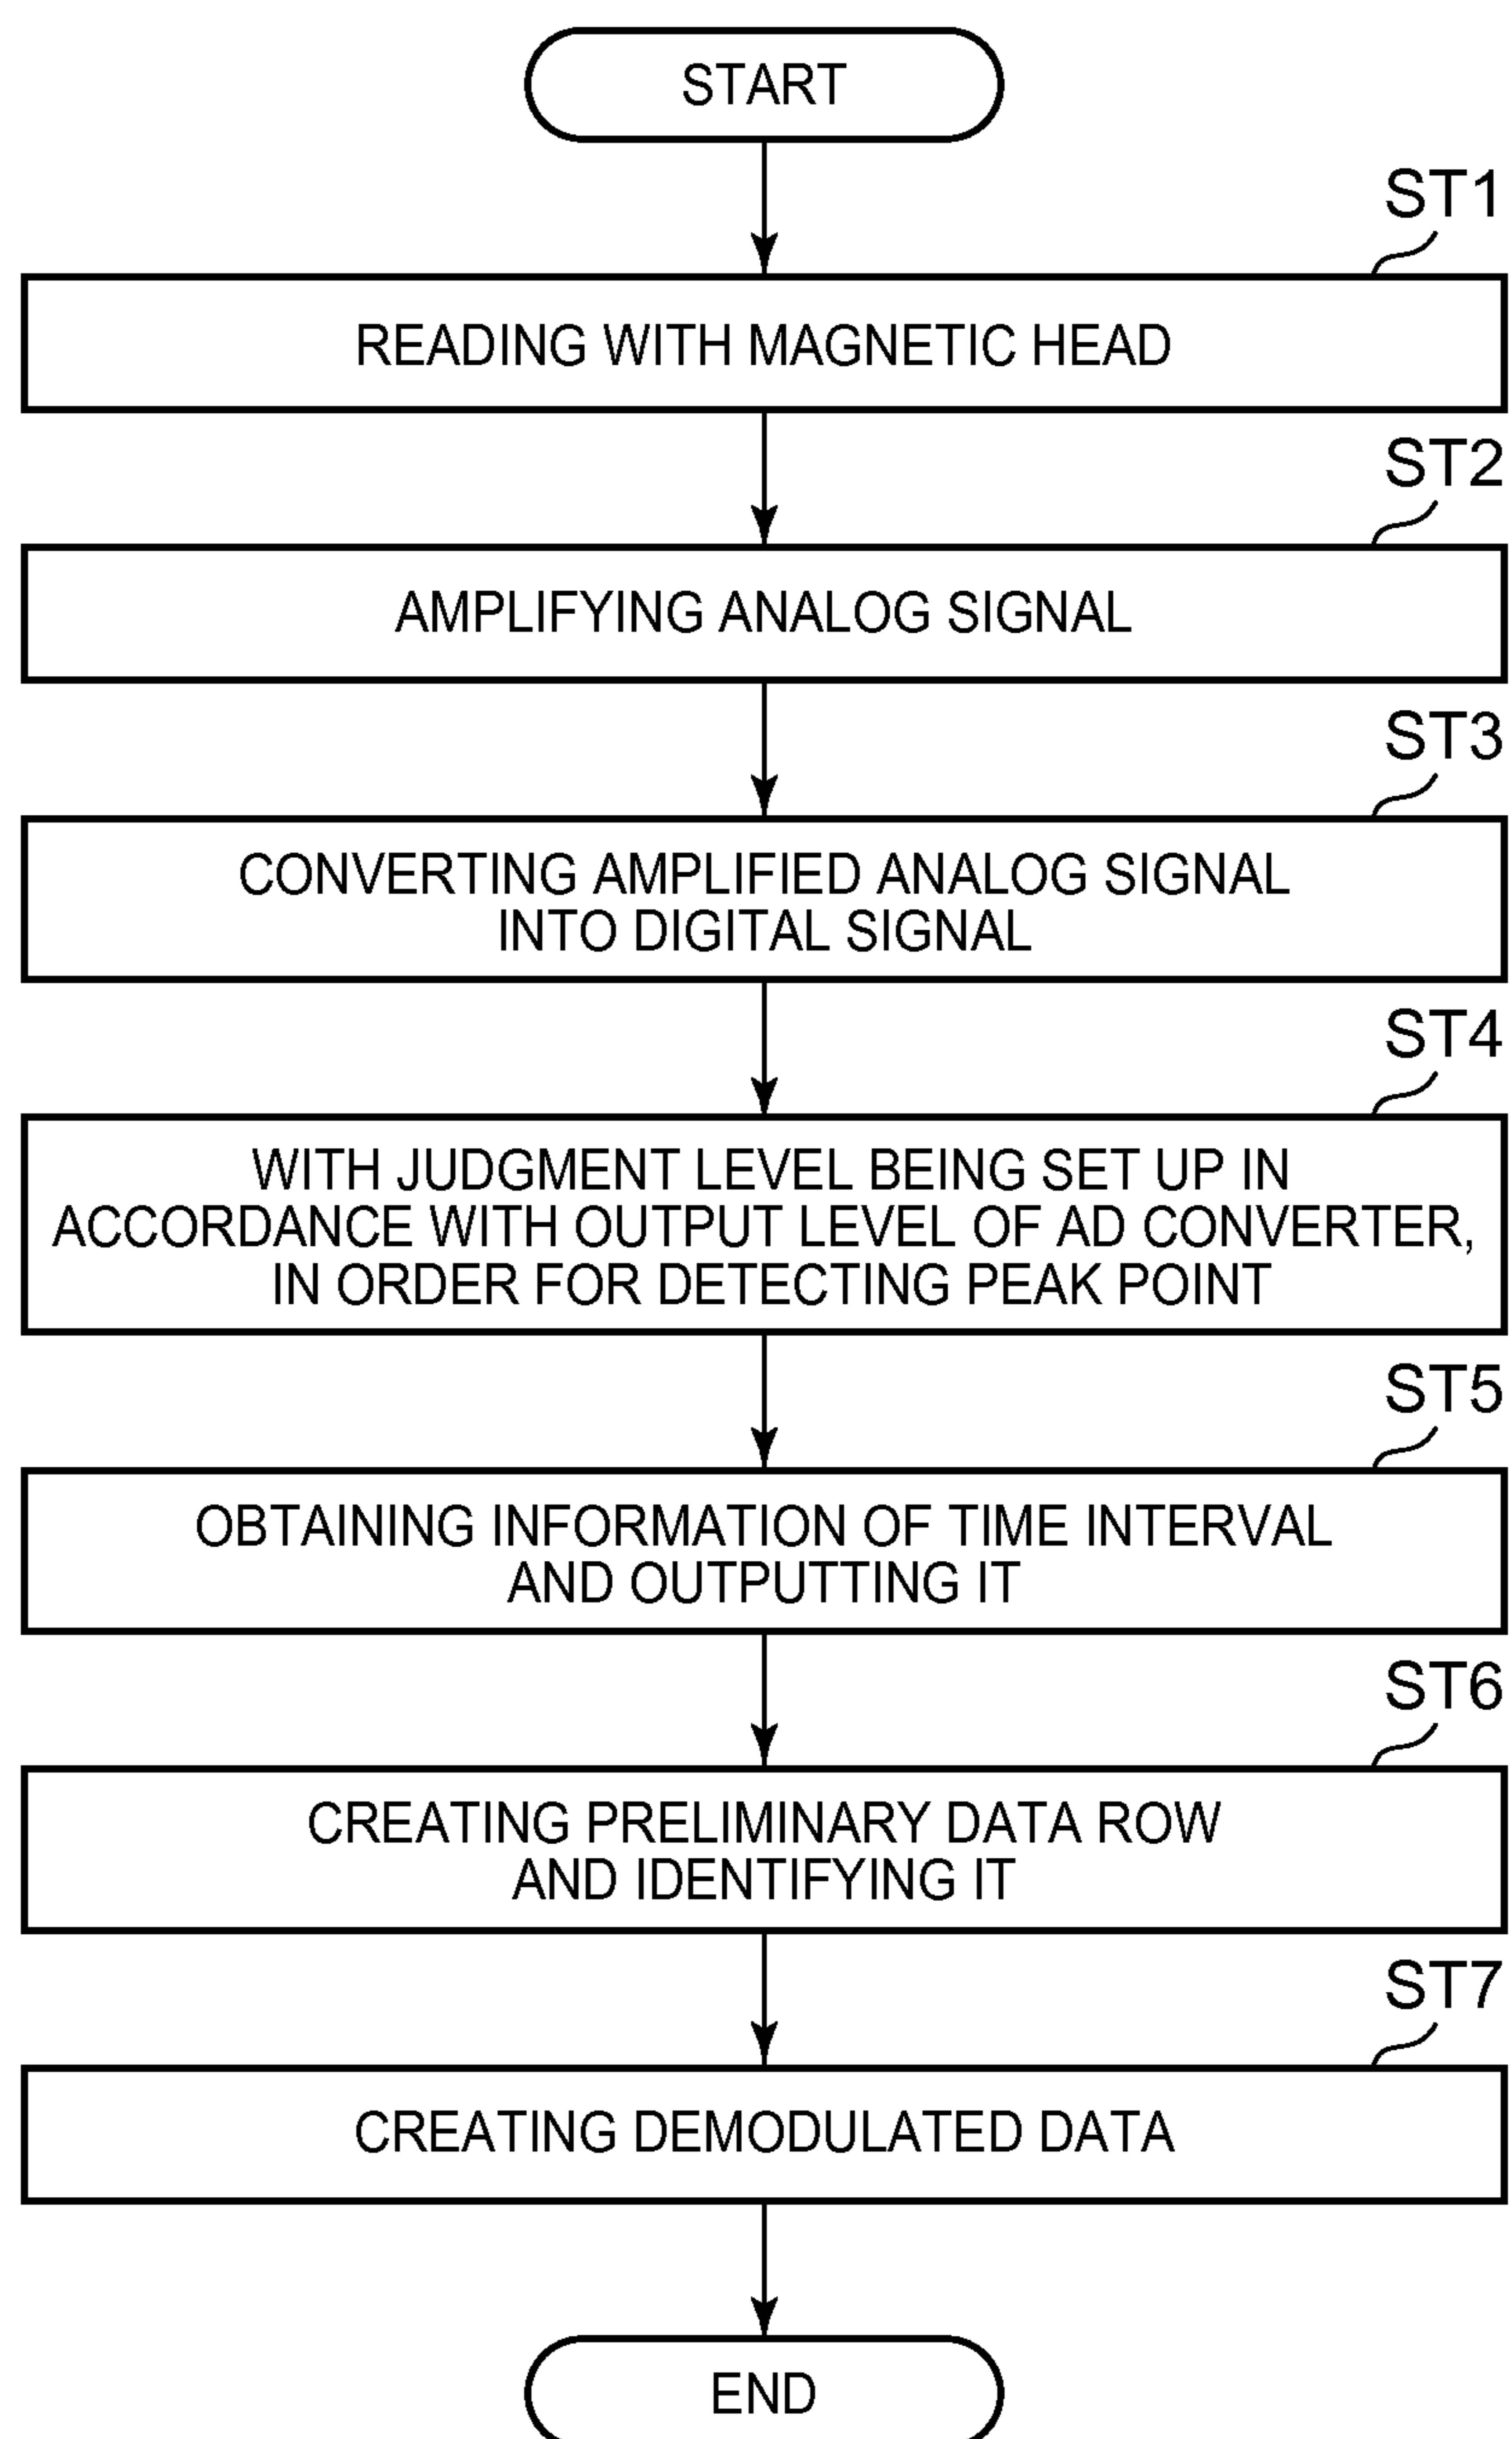 START
ST1
READING WITH MAGNETIC HEAD
ST2
AMPLIFYING ANALOG SIGNAL
ST3
CONVERTING AMPLIFIED ANALOG SIGNAL
INTO DIGITAL SIGNAL
ST4
WITH JUDGMENT LEVEL BEING SET UP IN
ACCORDANCE WITH OUTPUT LEVEL OF AD CONVERTER,
IN ORDER FOR DETECTING PEAK POINT
ST5
OBTAINING INFORMATION OF TIME INTERVAL
AND OUTPUTTING IT
ST6
CREATING PRELIMINARY DATA ROW
AND IDENTIFYING IT
ST7
CREATING DEMODULATED DATA
END